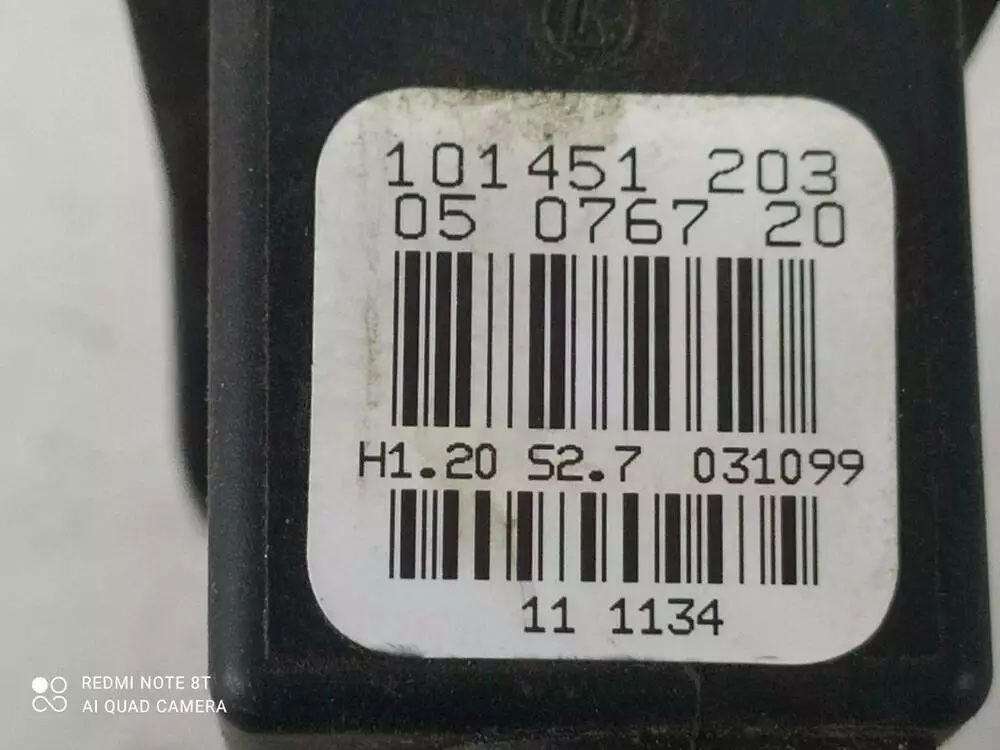 101451 203
05 0767 20
H1.20 S2.7 031099
11 1134
REDMI NOTE 8T
AI QUAD CAMERA